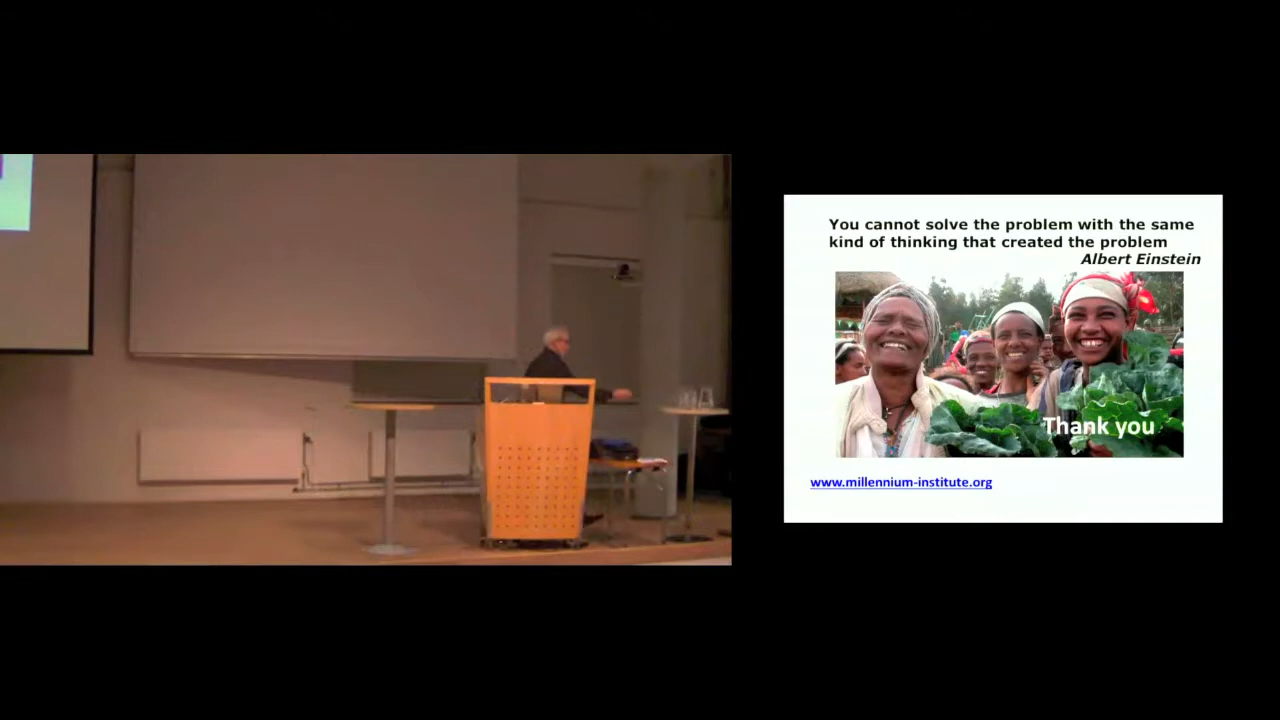 You cannot solve the problem with the same
kind of thinking that created the problem
Albert Einstein
Thank you
www.millennium-institute.org